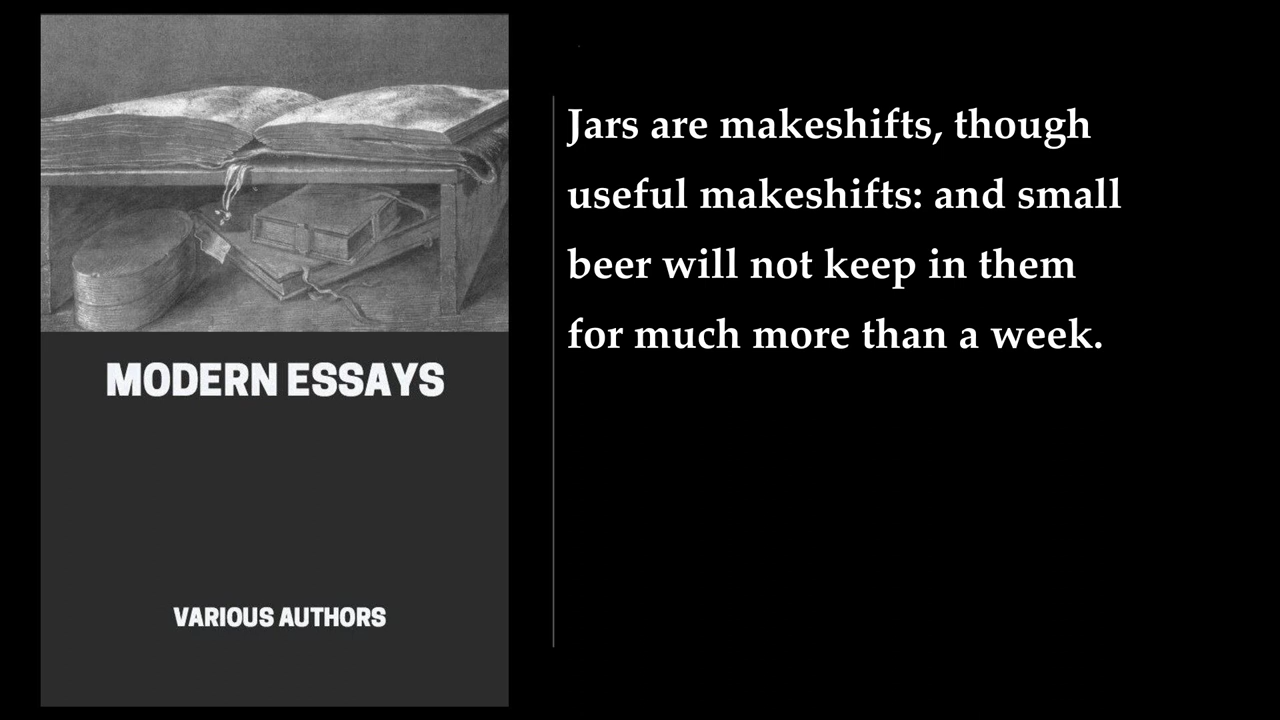 MODERN ESSAYS
VARIOUS AUTHORS
Jars are makeshifts, though
useful makeshifts: and small
beer will not keep in them
for much more than a week.